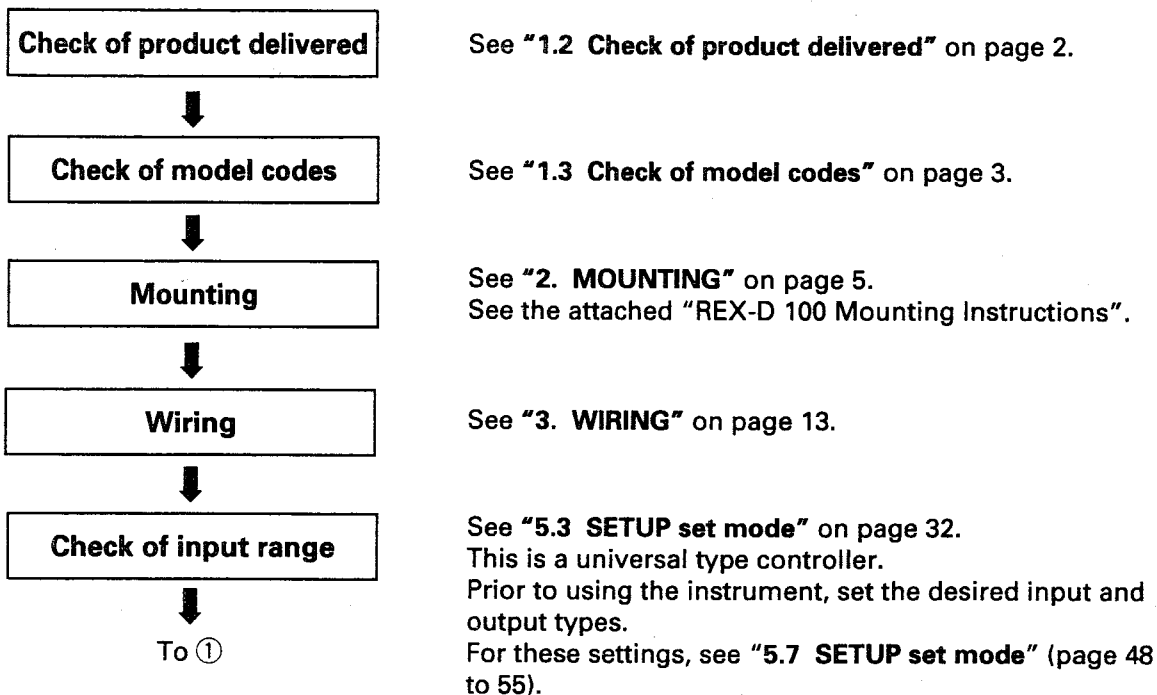 Check of product delivered
See "1.2 Check of product delivered" on page 2.
Check of model codes
See "1.3 Check of model codes" on page 3.
Mounting
See "2. MOUNTING" on page 5.
See the attached "REX-D 100 Mounting Instructions".
Wiring
See "3. WIRING" on page 13.
Check of input range
See "5.3 SETUP set mode" on page 32.
This is a universal type controller.
Prior to using the instrument, set the desired input and
output types.
For these settings, see "5.7 SETUP set mode" (page 48
to 55).
To ①